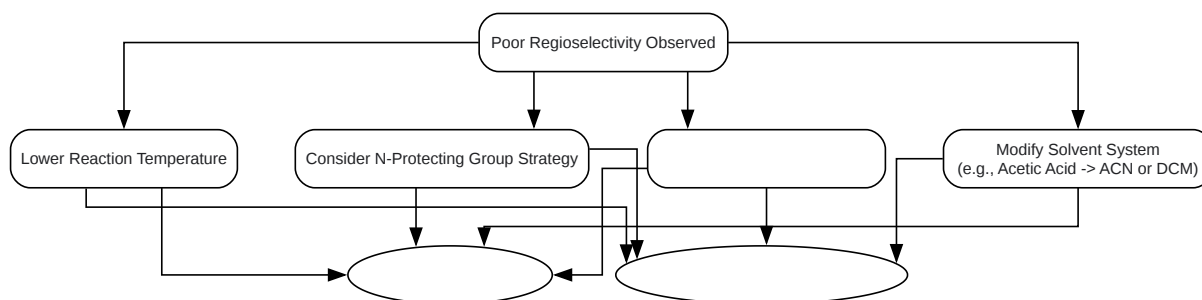 Poor Regioselectivity Observed
Lower Reaction Temperature
Consider N-Protecting Group Strategy
Modify Solvent System
(e.g., Acetic Acid -> ACN or DCM)